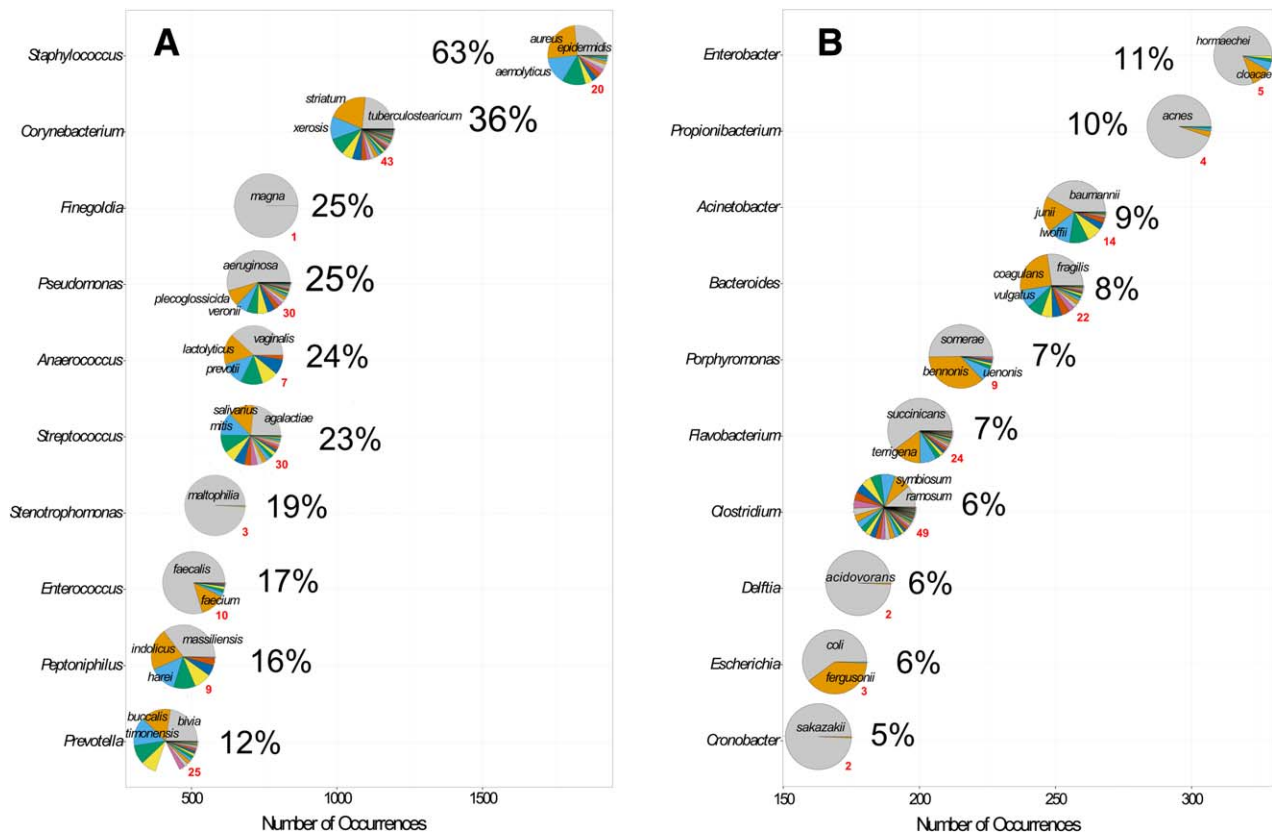 A
Staphylococcus
63%
aureus
epidermidis
aemolyticus
20
Corynebacterium
striatum
tuberculostearicum
xerosis
36%
43
Finegoldia
magna
25%
1
Pseudomonas
aeruginosa
plecoglossicida
veronii
25%
30
Anaerococcus
vaginalis
lactolyticus
prevotii
24%
7
Streptococcus
salivarius
agalactiae
mitis
23%
30
Stenotrophomonas
maltophilia
19%
3
Enterococcus
faecalis
faecium
17%
10
Peptoniphilus
massiliensis
indolicus
harei
16%
9
Prevotella
buccalis
bivia
timonensis
12%
25
500 1000 1500
Number of Occurrences
B
Enterobacter
hormaechei
cloacae
11%
5
Propionibacterium
acnes
10%
4
Acinetobacter
baumannii
junii
lwoffii
9%
14
Bacteroides
coagulans
fragilis
vulgatus
8%
22
Porphyromonas
somerae
bennonis
uenonis
7%
9
Flavobacterium
succinicans
terrigena
7%
24
Clostridium
symbiosum
ramosum
6%
49
Delftia
acidovorans
6%
2
Escherichia
coli
fergusonii
6%
3
Cronobacter
sakazakii
5%
2
150 200 250 300
Number of Occurrences